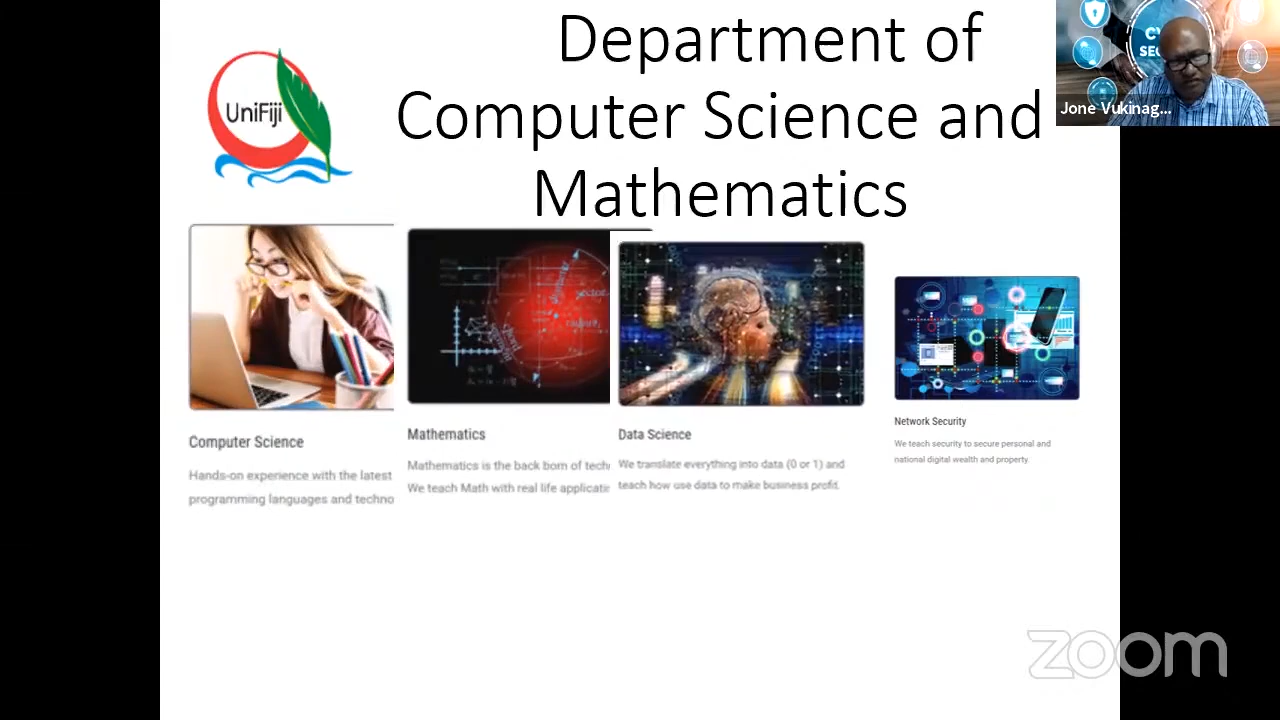 Department of
Computer Science and
Mathematics
UniFiji
Jone Vukinag...
CY
SEC
Computer Science
Hands-on experience with the latest
programming languages and techno
Mathematics
Mathematics is the back born of tech
We teach Math with real life applicati
Data Science
We translate everything into data (0 or 1) and
teach how use data to make business profit.
Network Security
We teach security to secure personal and
national digital wealth and property.
zoom